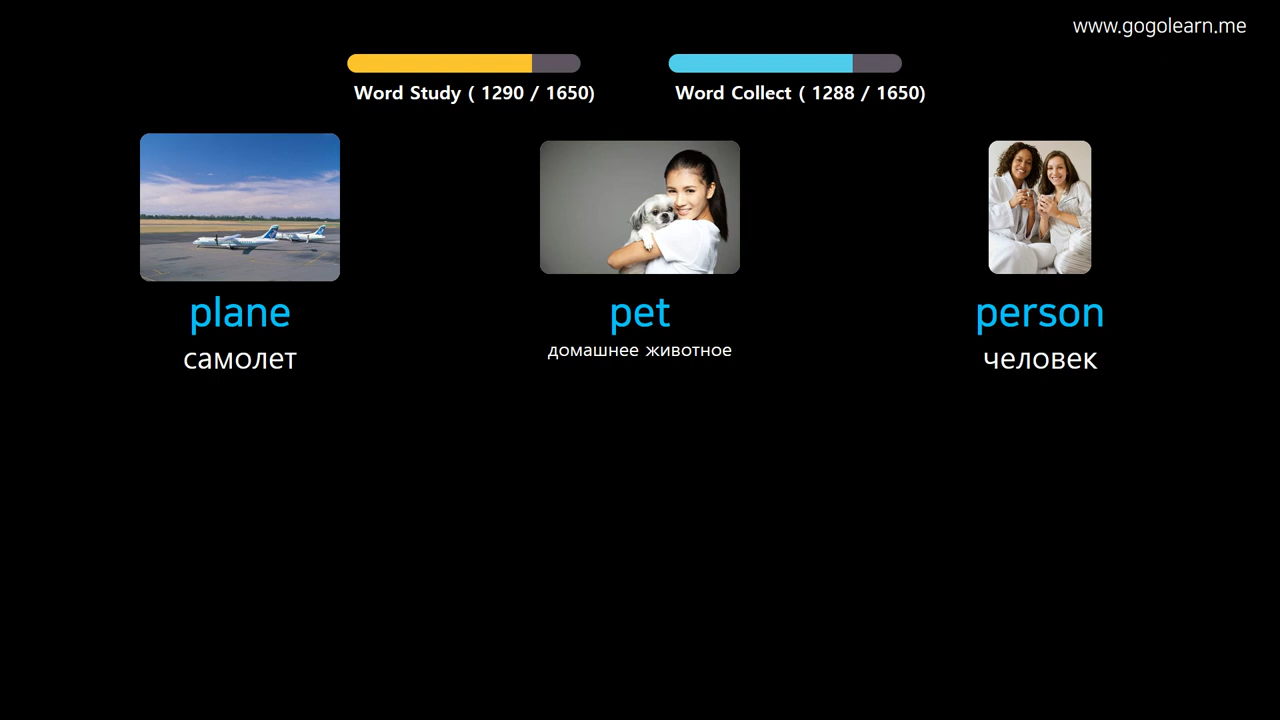 www.gogolearn.me
Word Study ( 1290 / 1650)
Word Collect ( 1288 / 1650)
plane
pet
person
самолет
домашнее животное
человек